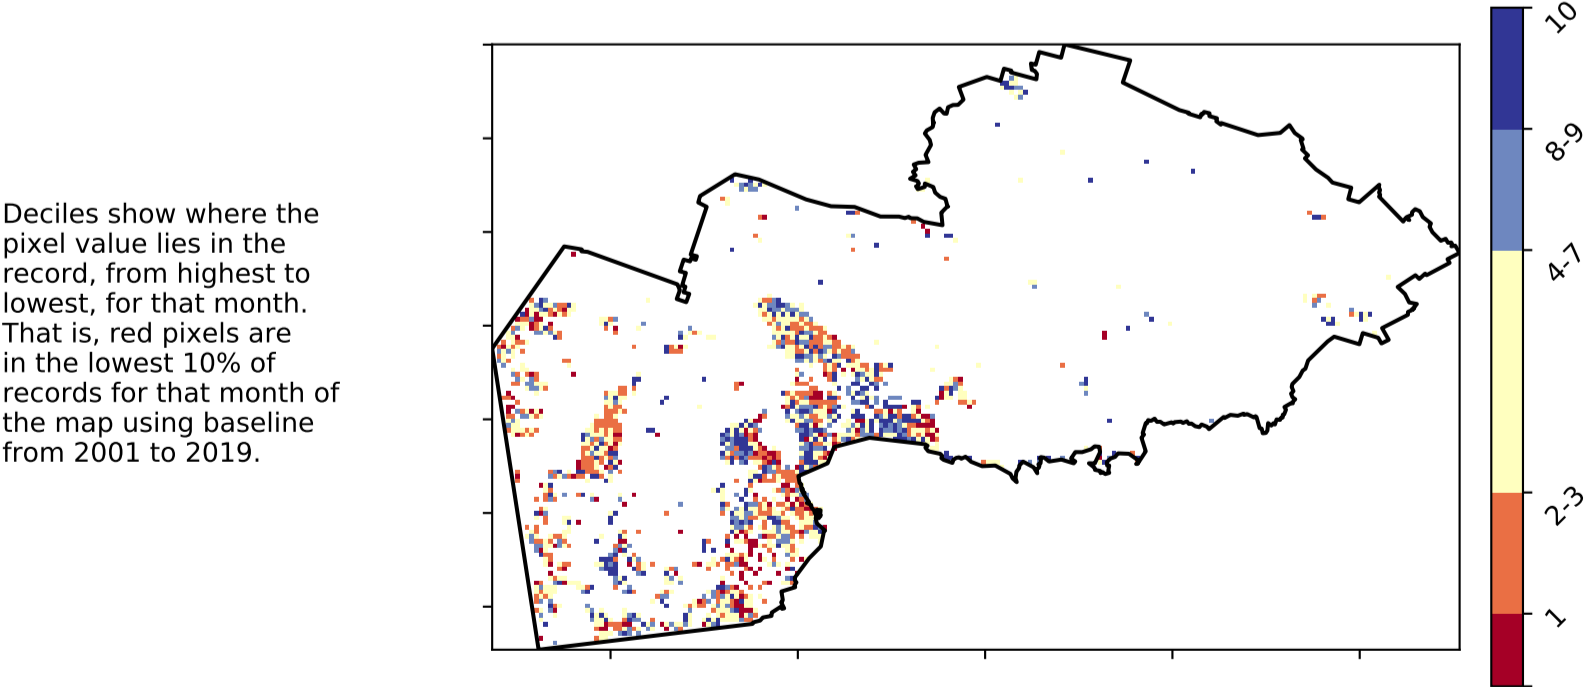 Deciles show where the
pixel value lies in the
record, from highest to
lowest, for that month.
That is, red pixels are
in the lowest 10% of
records for that month of
the map using baseline
from 2001 to 2019.
10
8-9
4-7
2-3
1